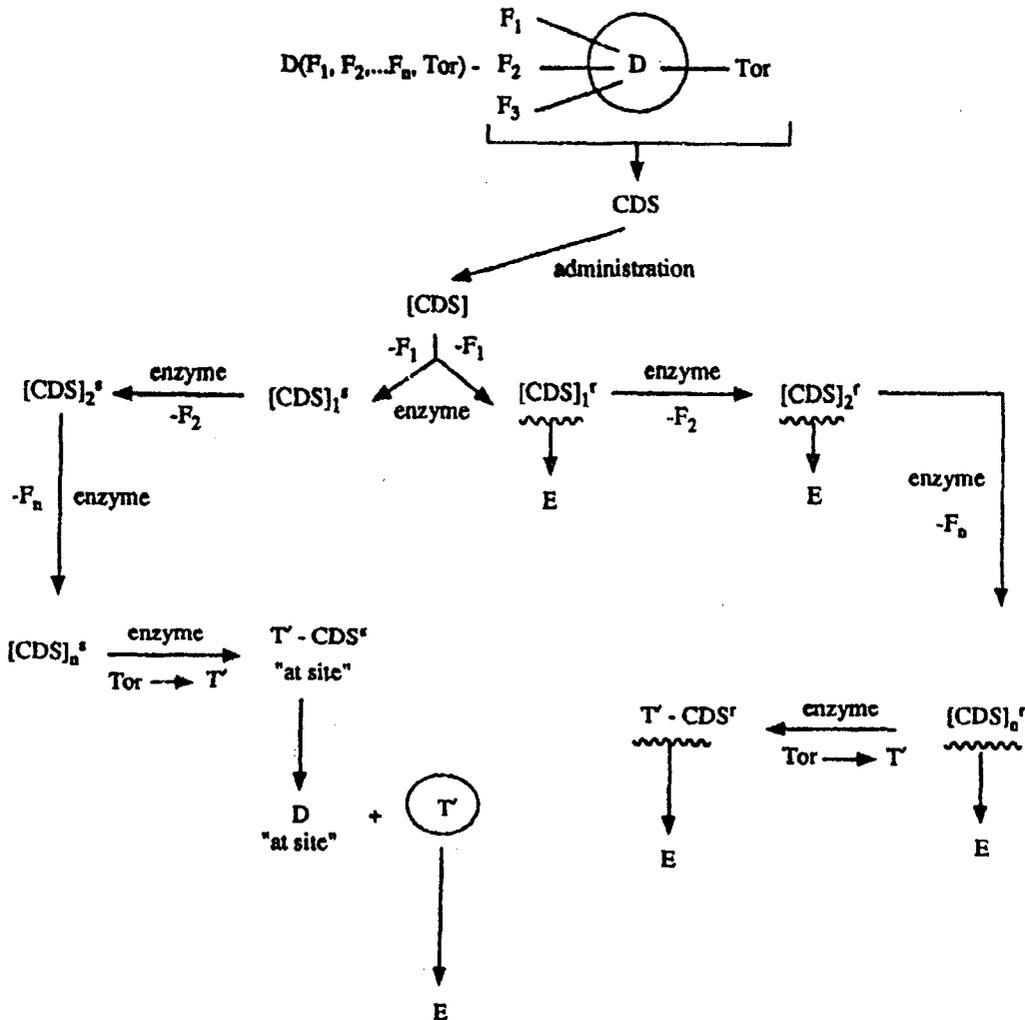 F₁
D(F₁, F₂,...Fₙ, Tor) - F₂ D Tor
F₃
CDS
administration
[CDS]
-F₁ -F₁
enzyme
[CDS]₁ˢ
enzyme
-F₂
[CDS]₂ˢ
[CDS]₁ʳ
E
enzyme
-F₂
[CDS]₂ʳ
E
-Fₙ enzyme
enzyme
-Fₙ
[CDS]ₙˢ
enzyme
Tor → T'
T' - CDSˢ
"at site"
D + T'
"at site"
E
[CDS]ₙʳ
E
enzyme
Tor → T'
T' - CDSʳ
E